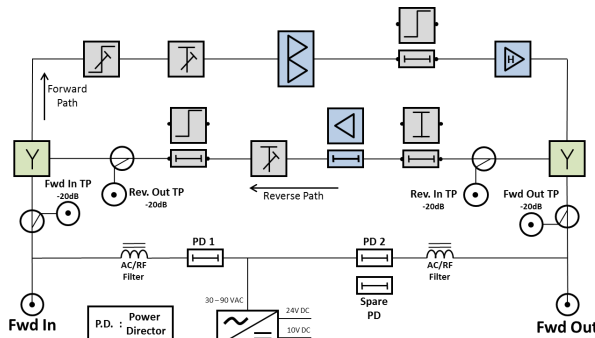 H
Forward
Path
Y
Y
Fwd In TP
-20dB
Rev. Out TP
-20dB
Reverse Path
Rev. In TP
-20dB
Fwd Out TP
-20dB
PD 1
PD 2
AC/RF
Filter
AC/RF
Filter
Spare
PD
30–90 VAC
24V DC
10V DC
Fwd In
P.D. : Power
Director
Fwd Out